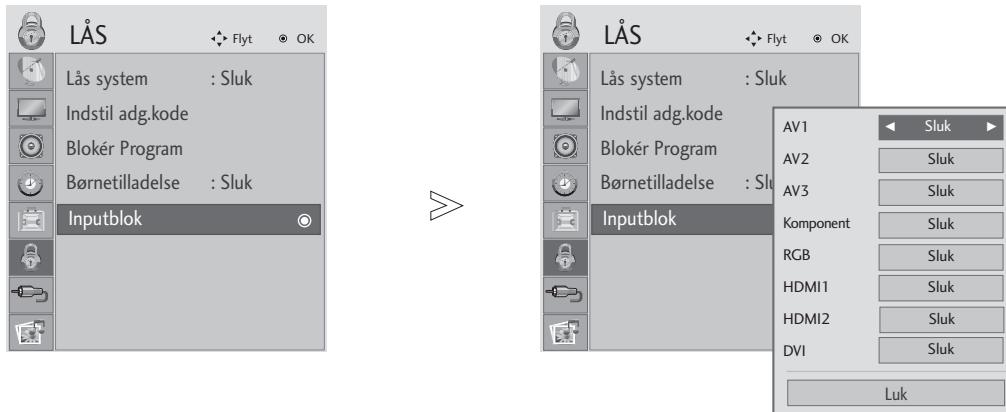 LÅS Flyt OK
Lås system : Sluk
Indstil adg.kode
Blokér Program
Børnetilladelse : Sluk
Inputblok
LÅS Flyt OK
Lås system : Sluk
Indstil adg.kode
Blokér Program
Børnetilladelse : Slu
Inputblok
AV1 ◄ Sluk ►
AV2 Sluk
AV3 Sluk
Komponent Sluk
RGB Sluk
HDMI1 Sluk
HDMI2 Sluk
DVI Sluk
Luk